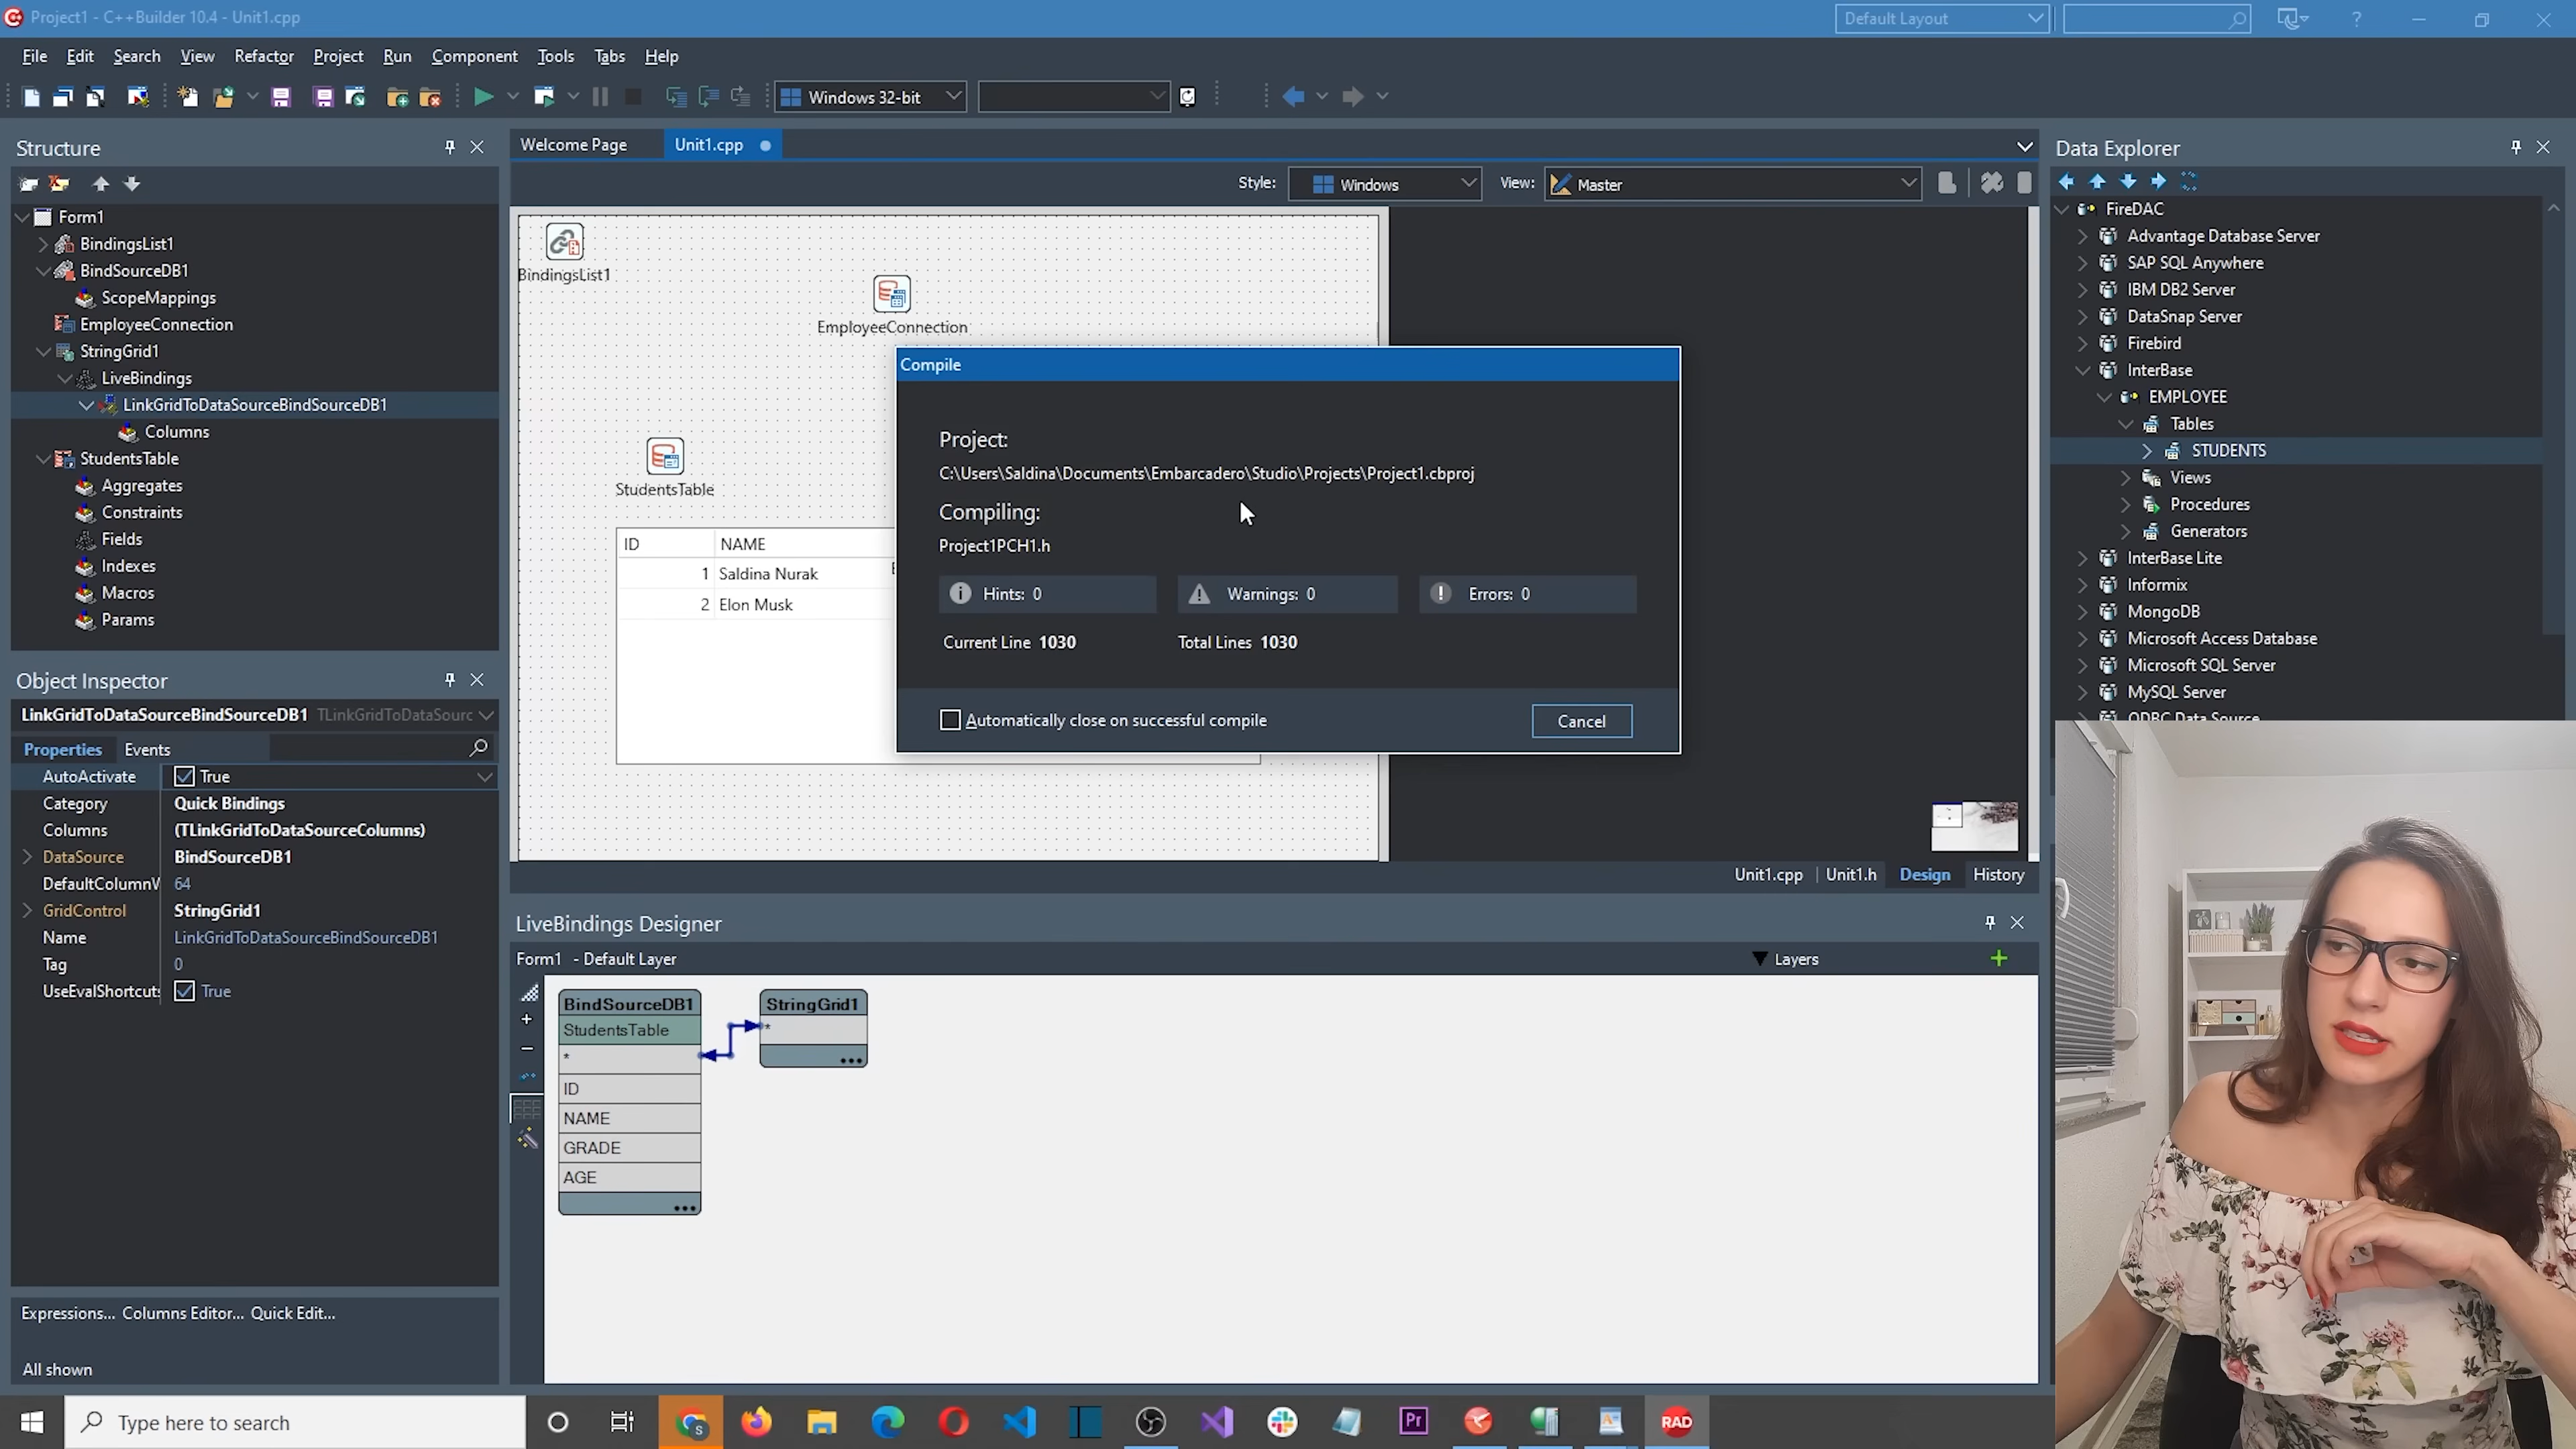 Project1 - C++Builder 10.4 - Unit1.cpp
Default Layout
?
File Edit Search View Refactor Project Run Component Tools Tabs Help
Windows 32-bit
Structure
Form1
BindingsList1
BindSourceDB1
ScopeMappings
EmployeeConnection
StringGrid1
LiveBindings
LinkGridToDataSourceBindSourceDB1
Columns
StudentsTable
Aggregates
Constraints
Fields
Indexes
Macros
Params
Object Inspector
LinkGridToDataSourceBindSourceDB1 TLinkGridToDataSourc
Properties Events
AutoActivate True
Category Quick Bindings
Columns (TLinkGridToDataSourceColumns)
DataSource BindSourceDB1
DefaultColumnW 64
GridControl StringGrid1
Name LinkGridToDataSourceBindSourceDB1
Tag 0
UseEvalShortcuts True
Expressions... Columns Editor... Quick Edit...
All shown
Welcome Page Unit1.cpp
Style: Windows View: Master
BindingsList1
EmployeeConnection
StudentsTable
ID NAME
1 Saldina Nurak
2 Elon Musk
Compile
Project:
C:\Users\Saldina\Documents\Embarcadero\Studio\Projects\Project1.cbproj
Compiling:
Project1PCH1.h
Hints: 0 Warnings: 0 Errors: 0
Current Line 1030 Total Lines 1030
Automatically close on successful compile Cancel
Unit1.cpp Unit1.h Design History
LiveBindings Designer
Form1 - Default Layer Layers
BindSourceDB1
StudentsTable
*
ID
NAME
GRADE
AGE
StringGrid1
*
Data Explorer
FireDAC
Advantage Database Server
SAP SQL Anywhere
IBM DB2 Server
DataSnap Server
Firebird
InterBase
EMPLOYEE
Tables
STUDENTS
Views
Procedures
Generators
InterBase Lite
Informix
MongoDB
Microsoft Access Database
Microsoft SQL Server
MySQL Server
ODBC Data Source
Type here to search
S
Pr
RAD